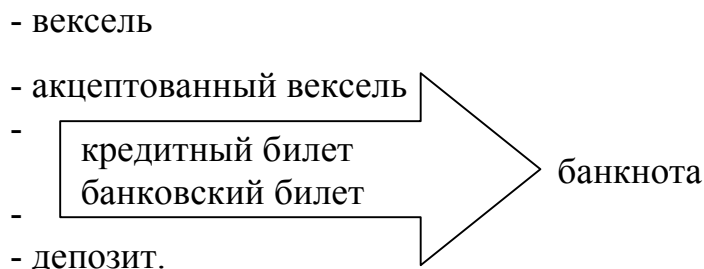 - вексель
- акцептованный вексель
- кредитный билет
банковский билет
банкнота
-
- депозит.